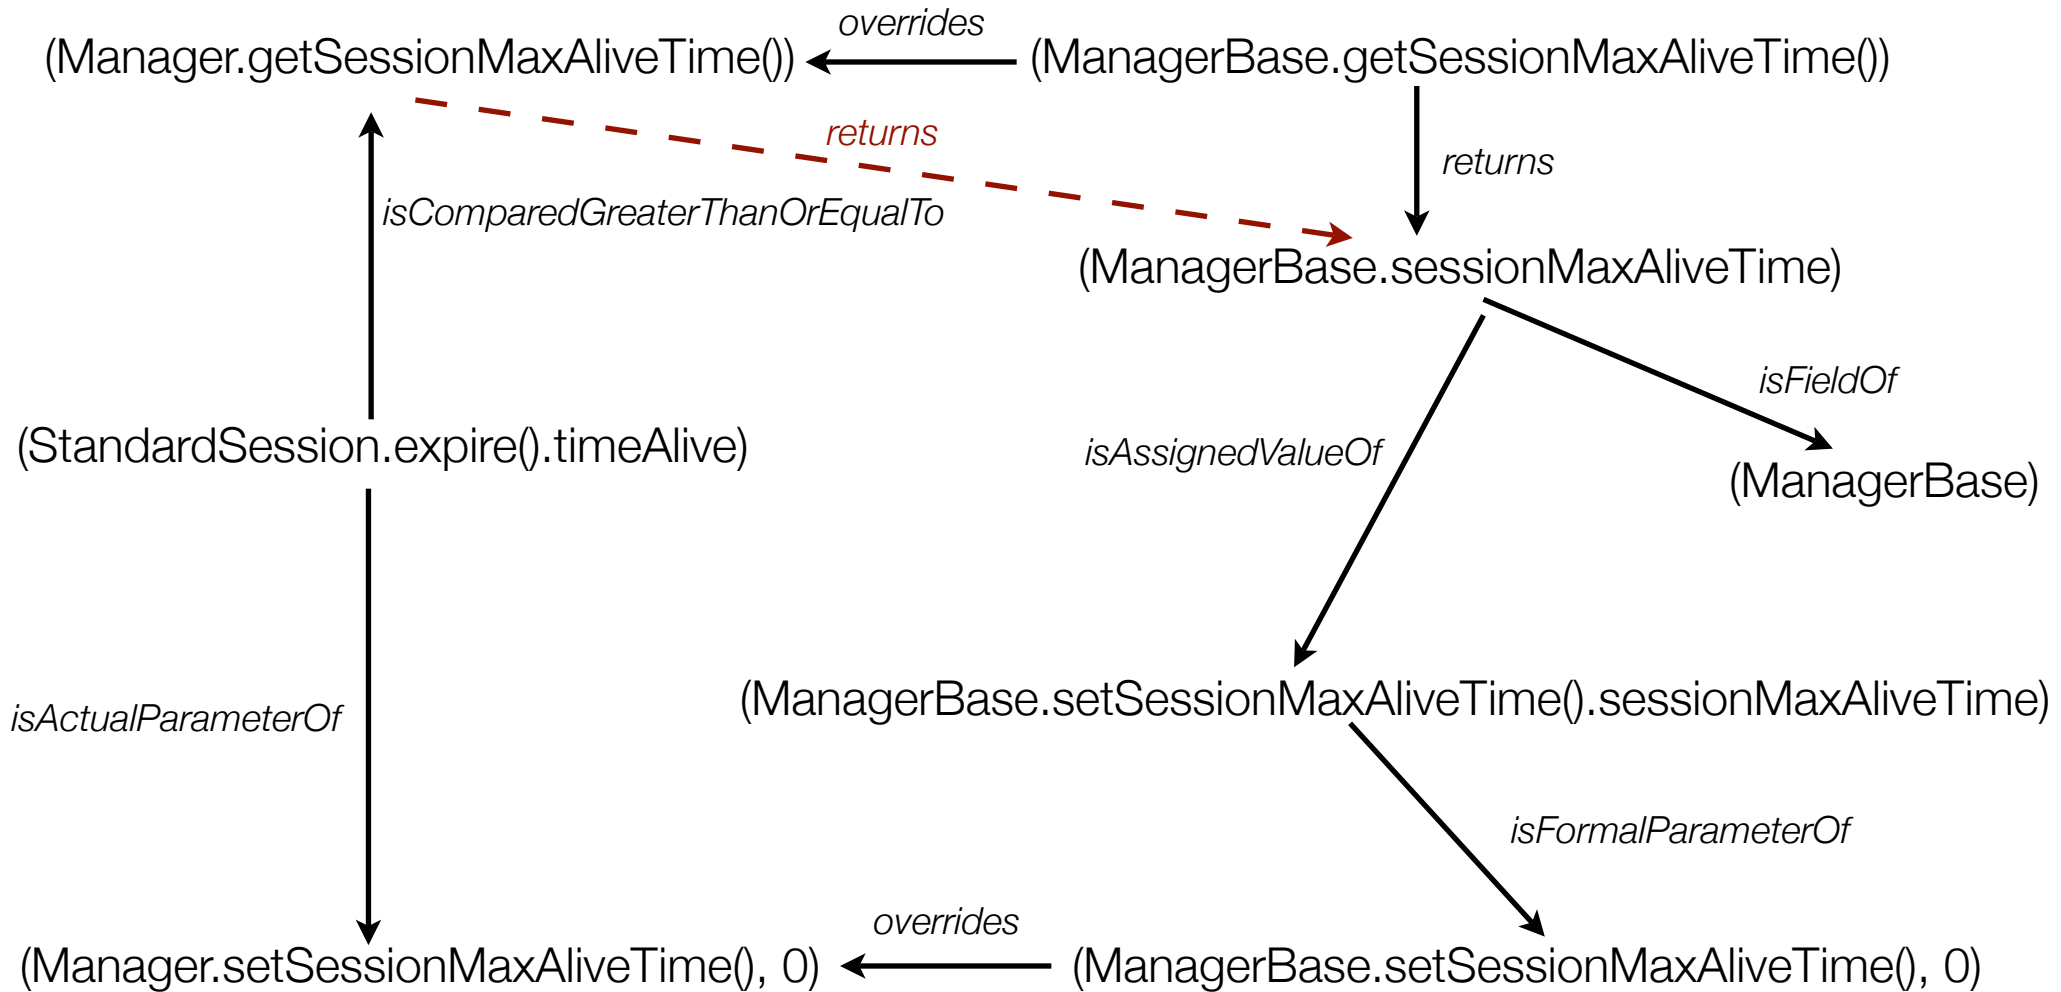 overrides
(Manager.getSessionMaxAliveTime())
(ManagerBase.getSessionMaxAliveTime())
returns
returns
isComparedGreaterThanOrEqualTo
(ManagerBase.sessionMaxAliveTime)
isFieldOf
(StandardSession.expire().timeAlive)
isAssignedValueOf
(ManagerBase)
(ManagerBase.setSessionMaxAliveTime().sessionMaxAliveTime)
isActualParameterOf
isFormalParameterOf
overrides
(Manager.setSessionMaxAliveTime(), 0)
(ManagerBase.setSessionMaxAliveTime(), 0)